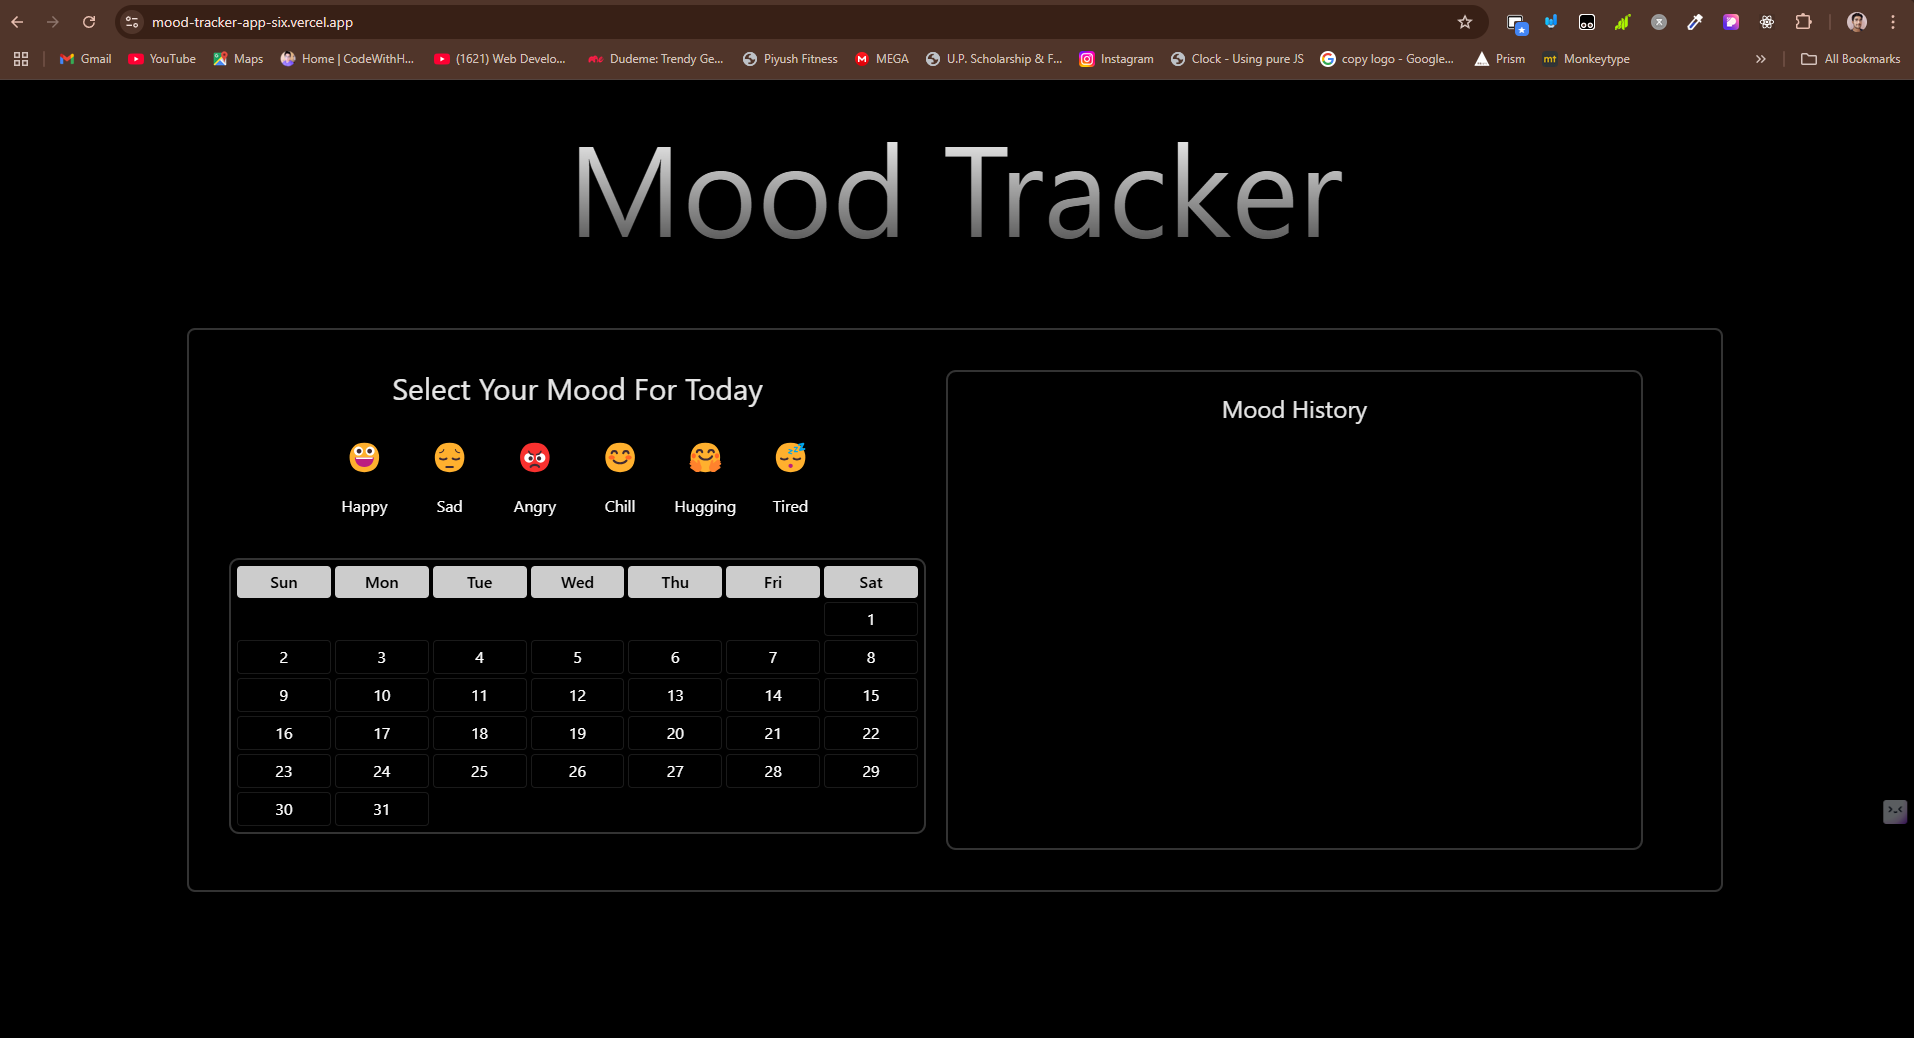 mood-tracker-app-six.vercel.app
Gmail YouTube Maps Home | CodeWithH... (1621) Web Develo... Dudeme: Trendy Ge... Piyush Fitness MEGA U.P. Scholarship & F... Instagram Clock - Using pure JS copy logo - Google... Prism mt Monkeytype » All Bookmarks
Mood Tracker
Select Your Mood For Today
Happy Sad Angry Chill Hugging Tired
Sun Mon Tue Wed Thu Fri Sat
1
2 3 4 5 6 7 8
9 10 11 12 13 14 15
16 17 18 19 20 21 22
23 24 25 26 27 28 29
30 31
Mood History